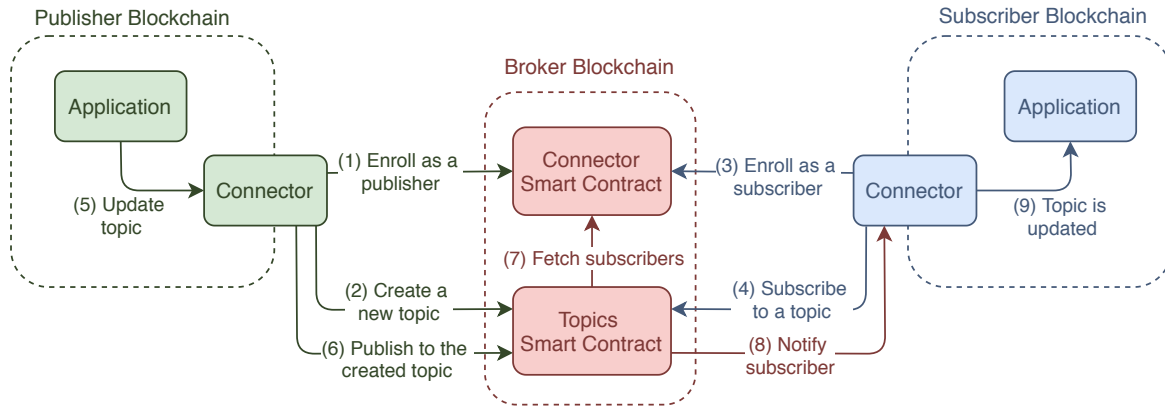 Publisher Blockchain
Subscriber Blockchain
Broker Blockchain
Application
Application
Connector
(1) Enroll as a
publisher
Connector
Smart Contract
(3) Enroll as a
subscriber
Connector
(5) Update
topic
(9) Topic is
updated
(7) Fetch subscribers
(2) Create a
new topic
Topics
Smart Contract
(4) Subscribe
to a topic
(6) Publish to the
created topic
(8) Notify
subscriber